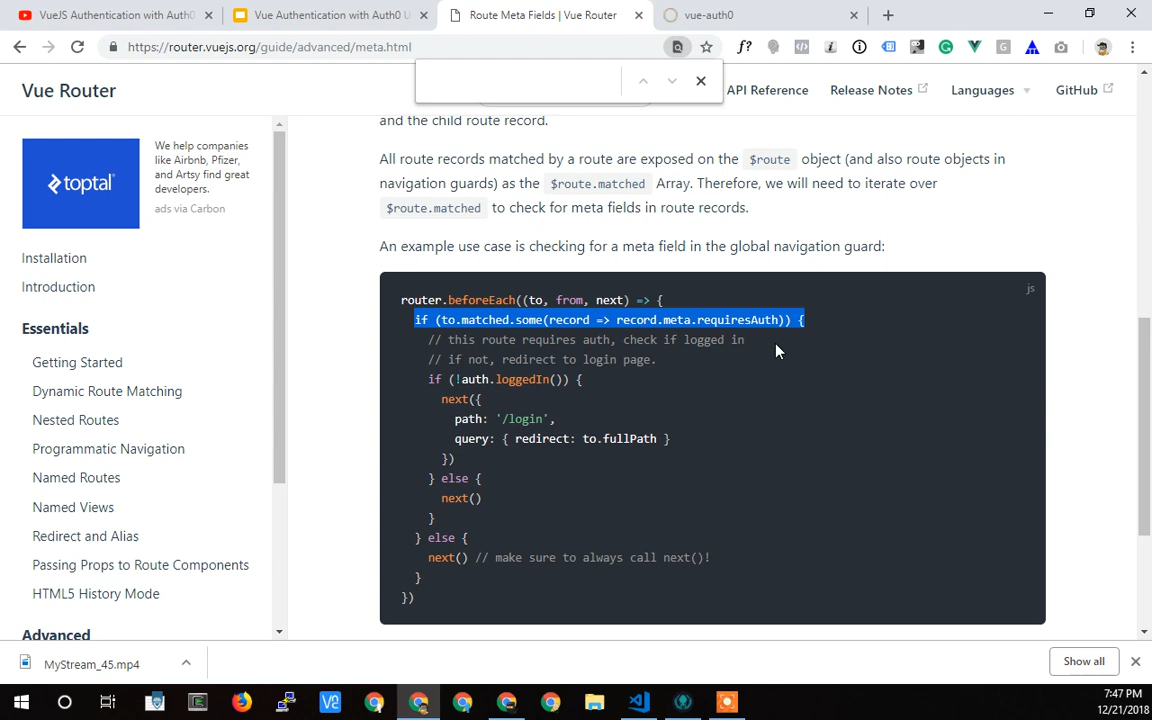 VueJS Authentication with Auth0
Vue Authentication with Auth0 U
Route Meta Fields | Vue Router
vue-auth0
https://router.vuejs.org/guide/advanced/meta.html
f?
Vue Router
API Reference
Release Notes
Languages
GitHub
toptal
We help companies
like Airbnb, Pfizer,
and Artsy find great
developers.
ads via Carbon
Installation
Introduction
Essentials
Getting Started
Dynamic Route Matching
Nested Routes
Programmatic Navigation
Named Routes
Named Views
Redirect and Alias
Passing Props to Route Components
HTML5 History Mode
Advanced
and the child route record.
All route records matched by a route are exposed on the $route object (and also route objects in
navigation guards) as the $route.matched Array. Therefore, we will need to iterate over
$route.matched to check for meta fields in route records.
An example use case is checking for a meta field in the global navigation guard:
js
router.beforeEach((to, from, next) => {
if (to.matched.some(record => record.meta.requiresAuth)) {
// this route requires auth, check if logged in
// if not, redirect to login page.
if (!auth.loggedIn()) {
next({
path: '/login',
query: { redirect: to.fullPath }
})
} else {
next()
}
} else {
next() // make sure to always call next()!
}
})
MyStream_45.mp4
Show all
7:47 PM
12/21/2018